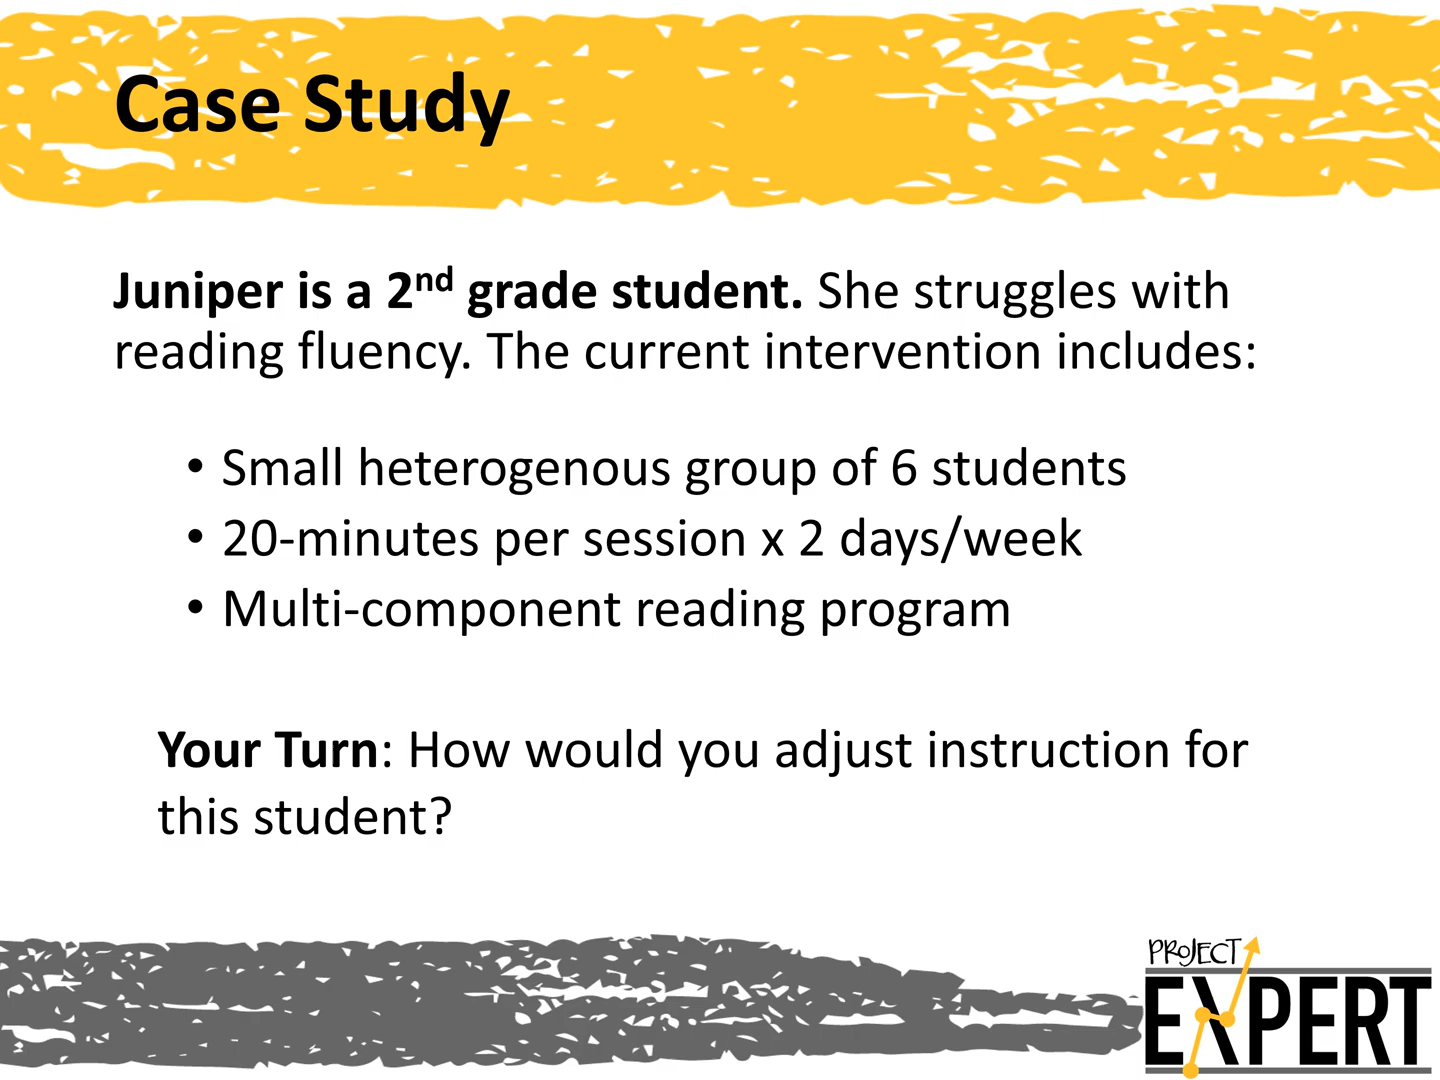 Case Study
Juniper is a 2nd grade student. She struggles with
reading fluency. The current intervention includes:
• Small heterogenous group of 6 students
• 20-minutes per session x 2 days/week
• Multi-component reading program
Your Turn: How would you adjust instruction for
this student?
PROJECT
EXPERT